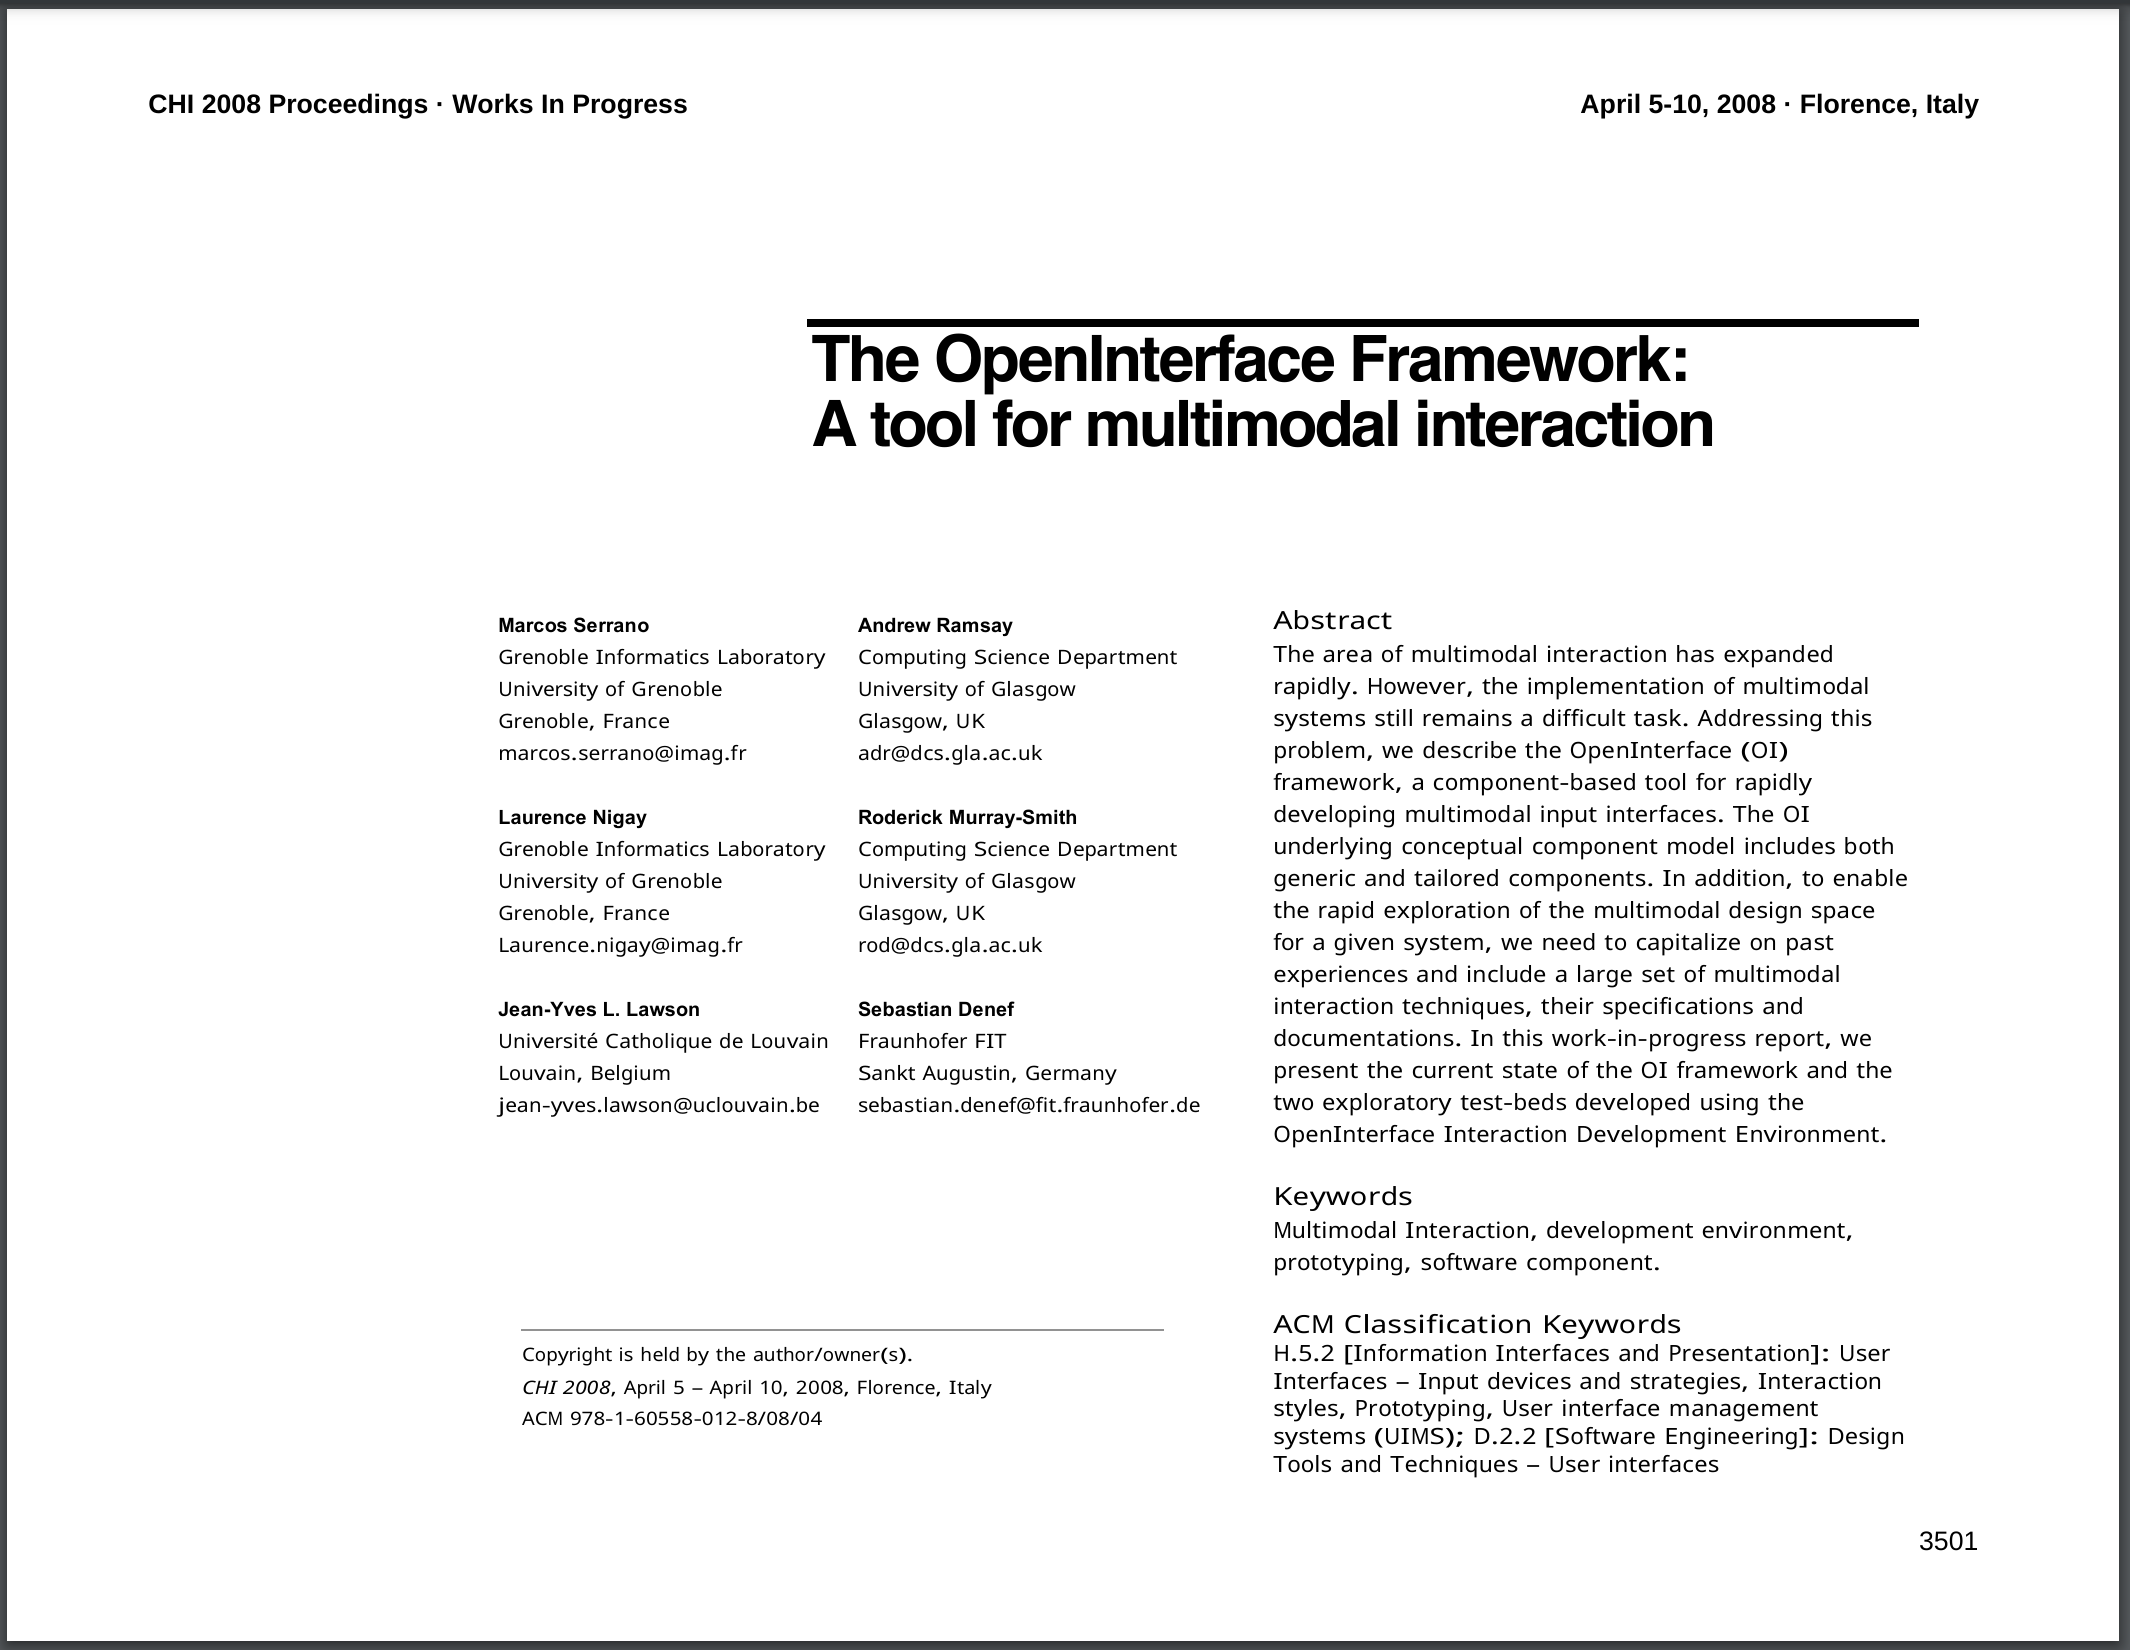 CHI 2008 Proceedings · Works In Progress
April 5-10, 2008 · Florence, Italy
The OpenInterface Framework:
A tool for multimodal interaction
Marcos Serrano
Grenoble Informatics Laboratory
University of Grenoble
Grenoble, France
marcos.serrano@imag.fr
Laurence Nigay
Grenoble Informatics Laboratory
University of Grenoble
Grenoble, France
Laurence.nigay@imag.fr
Jean-Yves L. Lawson
Université Catholique de Louvain
Louvain, Belgium
jean-yves.lawson@uclouvain.be
Andrew Ramsay
Computing Science Department
University of Glasgow
Glasgow, UK
adr@dcs.gla.ac.uk
Roderick Murray-Smith
Computing Science Department
University of Glasgow
Glasgow, UK
rod@dcs.gla.ac.uk
Sebastian Denef
Fraunhofer FIT
Sankt Augustin, Germany
sebastian.denef@fit.fraunhofer.de
Copyright is held by the author/owner(s).
CHI 2008, April 5 – April 10, 2008, Florence, Italy
ACM 978-1-60558-012-8/08/04
Abstract
The area of multimodal interaction has expanded
rapidly. However, the implementation of multimodal
systems still remains a difficult task. Addressing this
problem, we describe the OpenInterface (OI)
framework, a component-based tool for rapidly
developing multimodal input interfaces. The OI
underlying conceptual component model includes both
generic and tailored components. In addition, to enable
the rapid exploration of the multimodal design space
for a given system, we need to capitalize on past
experiences and include a large set of multimodal
interaction techniques, their specifications and
documentations. In this work-in-progress report, we
present the current state of the OI framework and the
two exploratory test-beds developed using the
OpenInterface Interaction Development Environment.
Keywords
Multimodal Interaction, development environment,
prototyping, software component.
ACM Classification Keywords
H.5.2 [Information Interfaces and Presentation]: User
Interfaces – Input devices and strategies, Interaction
styles, Prototyping, User interface management
systems (UIMS); D.2.2 [Software Engineering]: Design
Tools and Techniques – User interfaces
3501